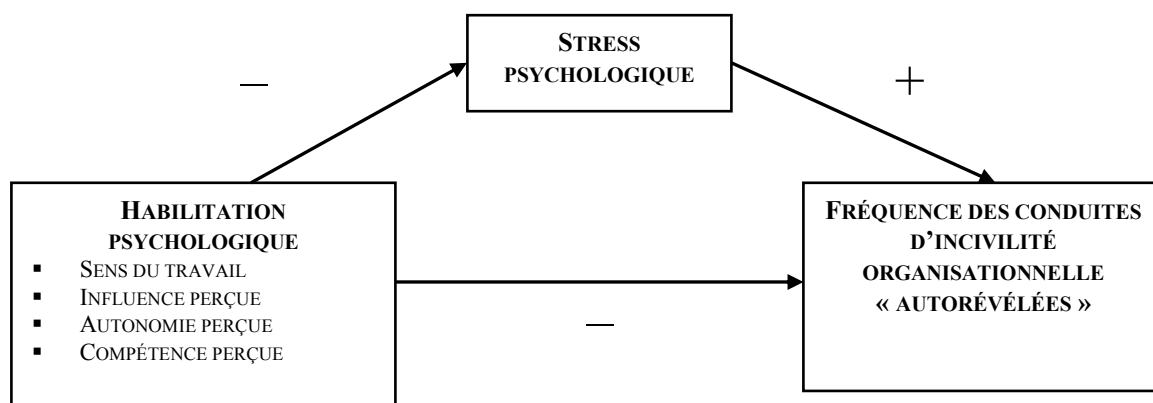 STRESS
PSYCHOLOGIQUE
–
+
HABILITATION
PSYCHOLOGIQUE
▪ SENS DU TRAVAIL
▪ INFLUENCE PERÇUE
▪ AUTONOMIE PERÇUE
▪ COMPÉTENCE PERÇUE
FRÉQUENCE DES CONDUITES
D’INCIVILITÉ
ORGANISATIONNELLE
« AUTORÉVÉLÉES »
–